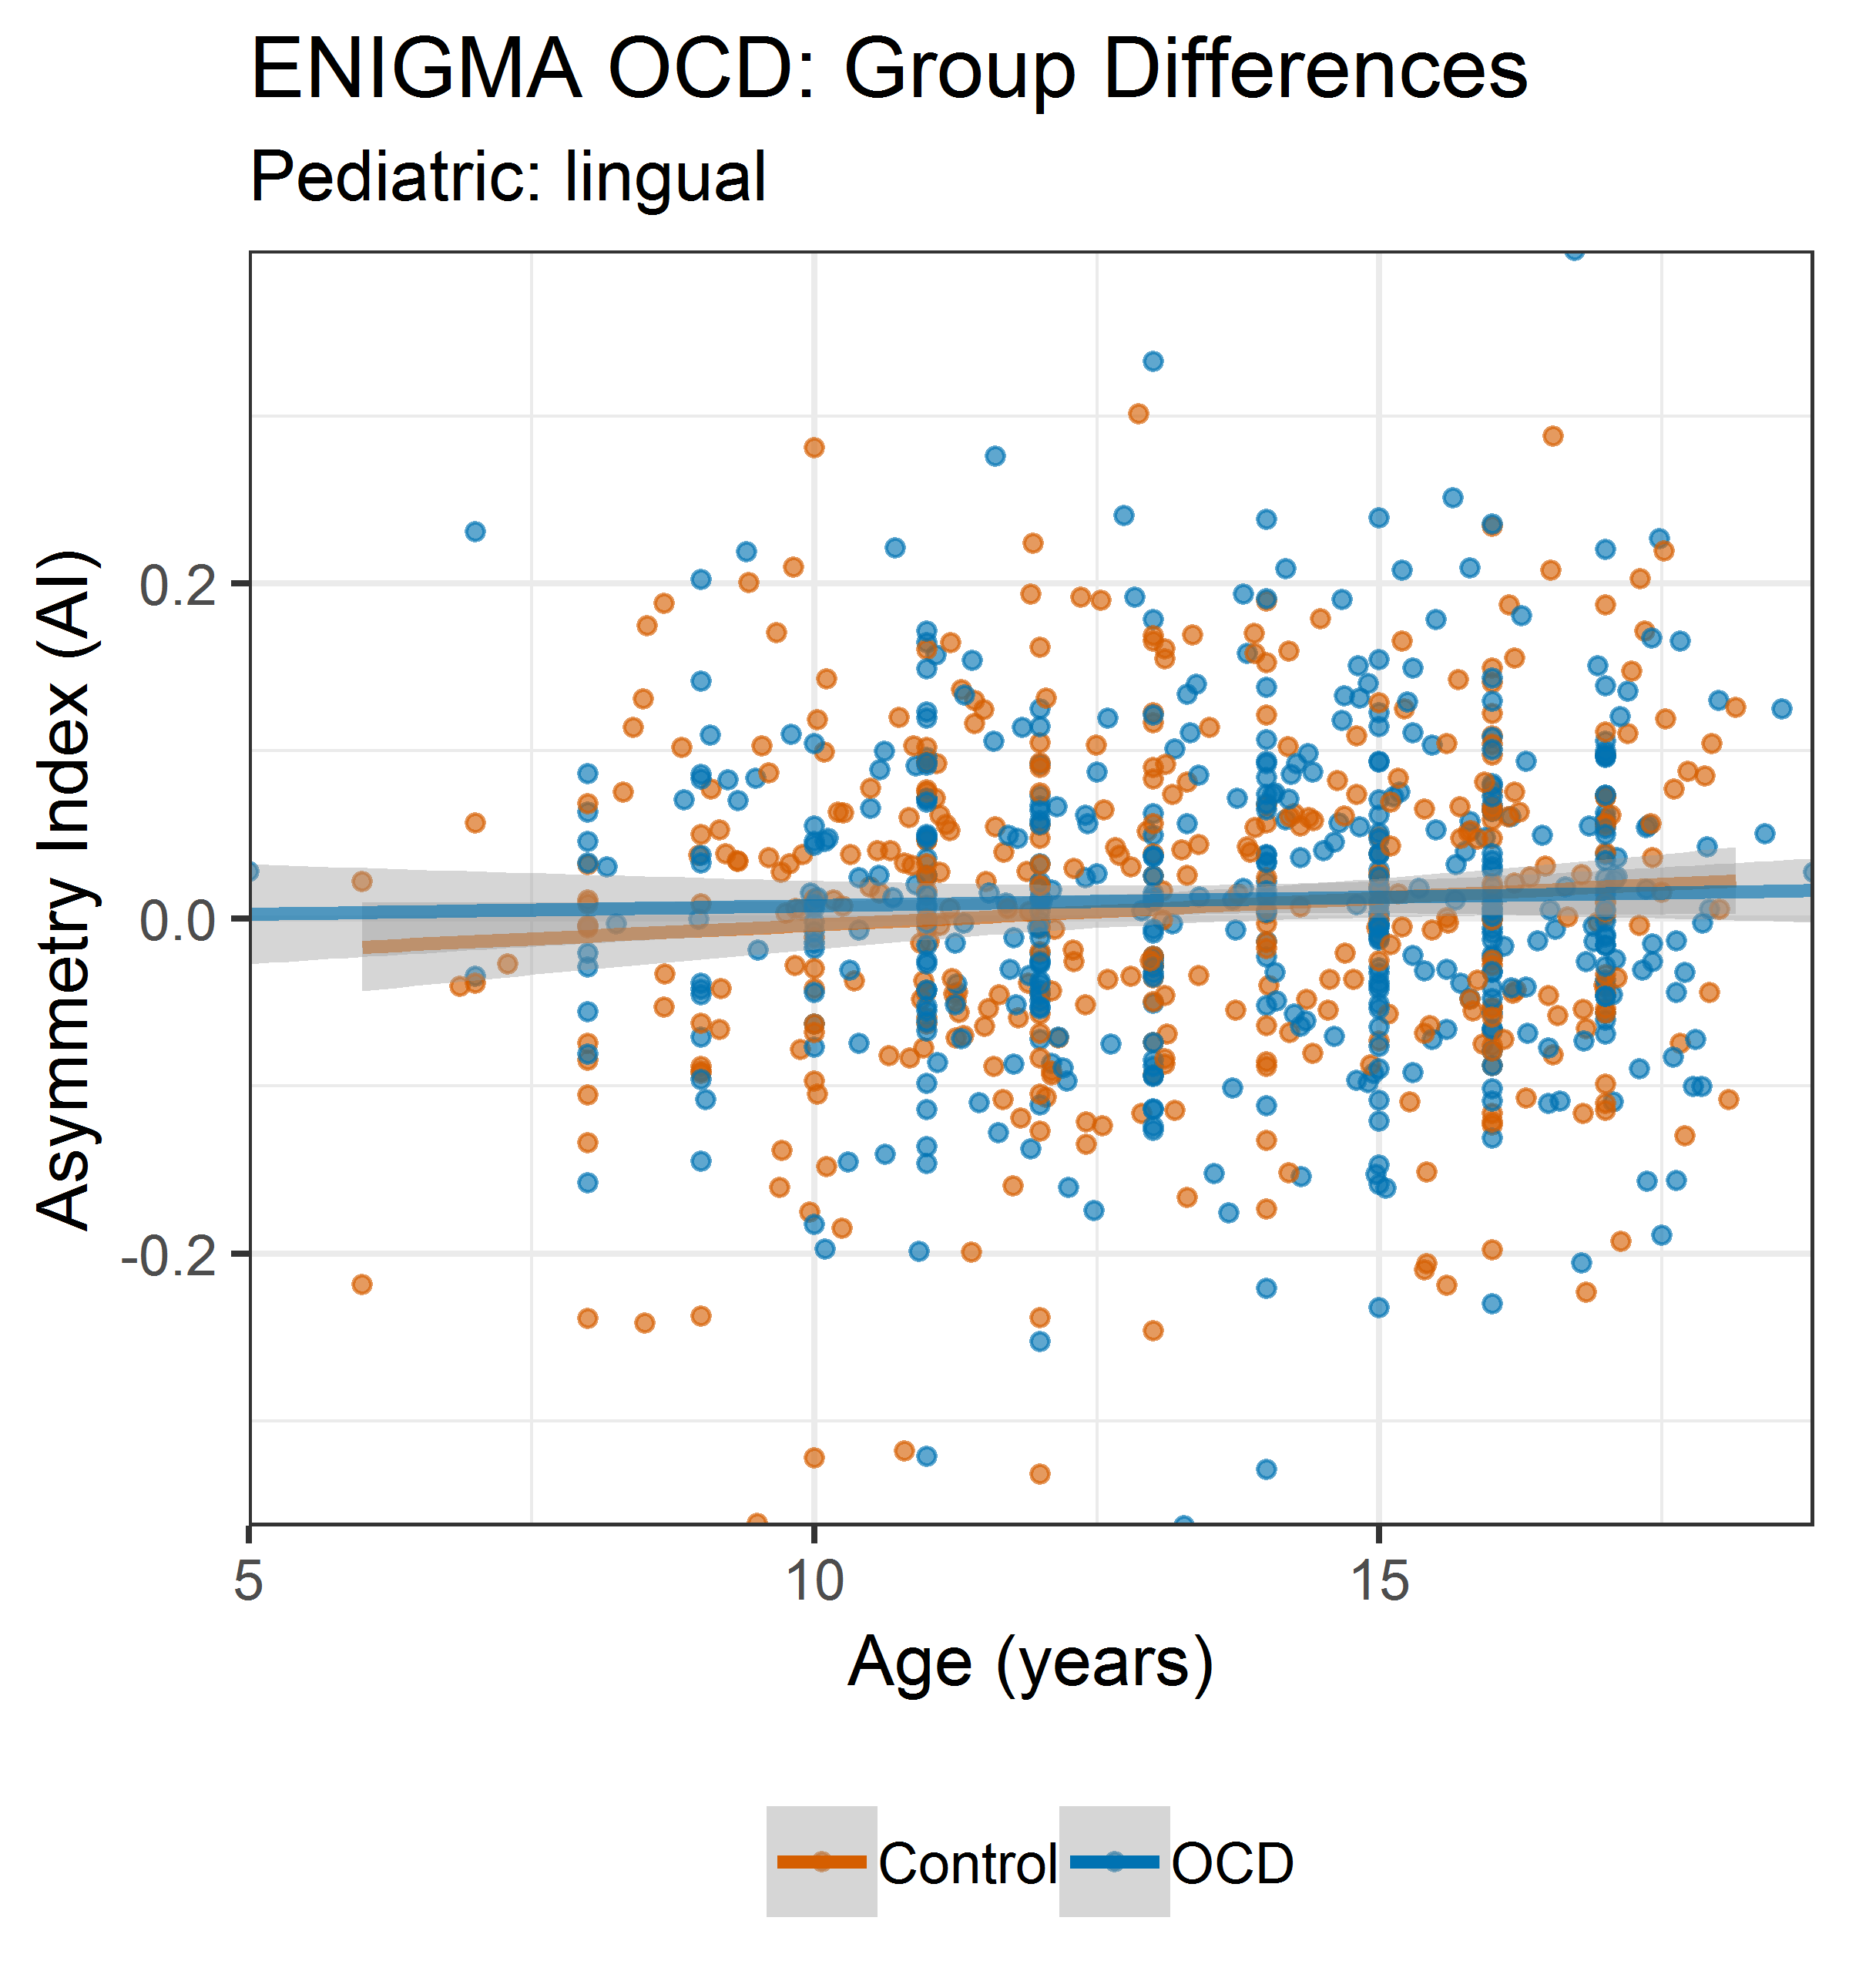 ENIGMA OCD: Group Differences
Pediatric: lingual
Asymmetry Index (AI)
0.2
0.0
-0.2
5 10 15
Age (years)
Control OCD